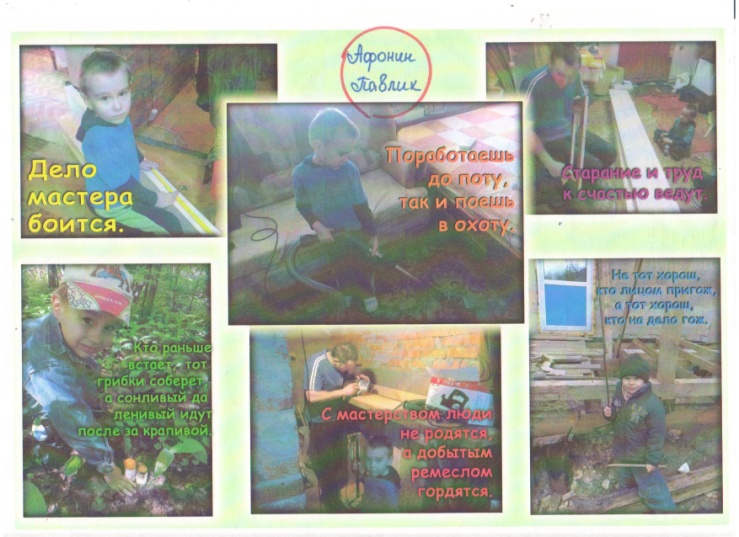 Афонин
Павлик
Дело
мастера
боится.
Поработаешь
до поту,
так и поешь
в охоту.
Старание и труд
к счастью ведут.
Кто раньше
встает, тот
грибки соберет,
а сонливый да
ленивый идут
после за крапивой.
С мастерством люди
не родятся,
а добытым
ремеслом
гордятся.
Не тот хорош,
кто лицом пригож,
а тот хорош,
кто на дело гож.